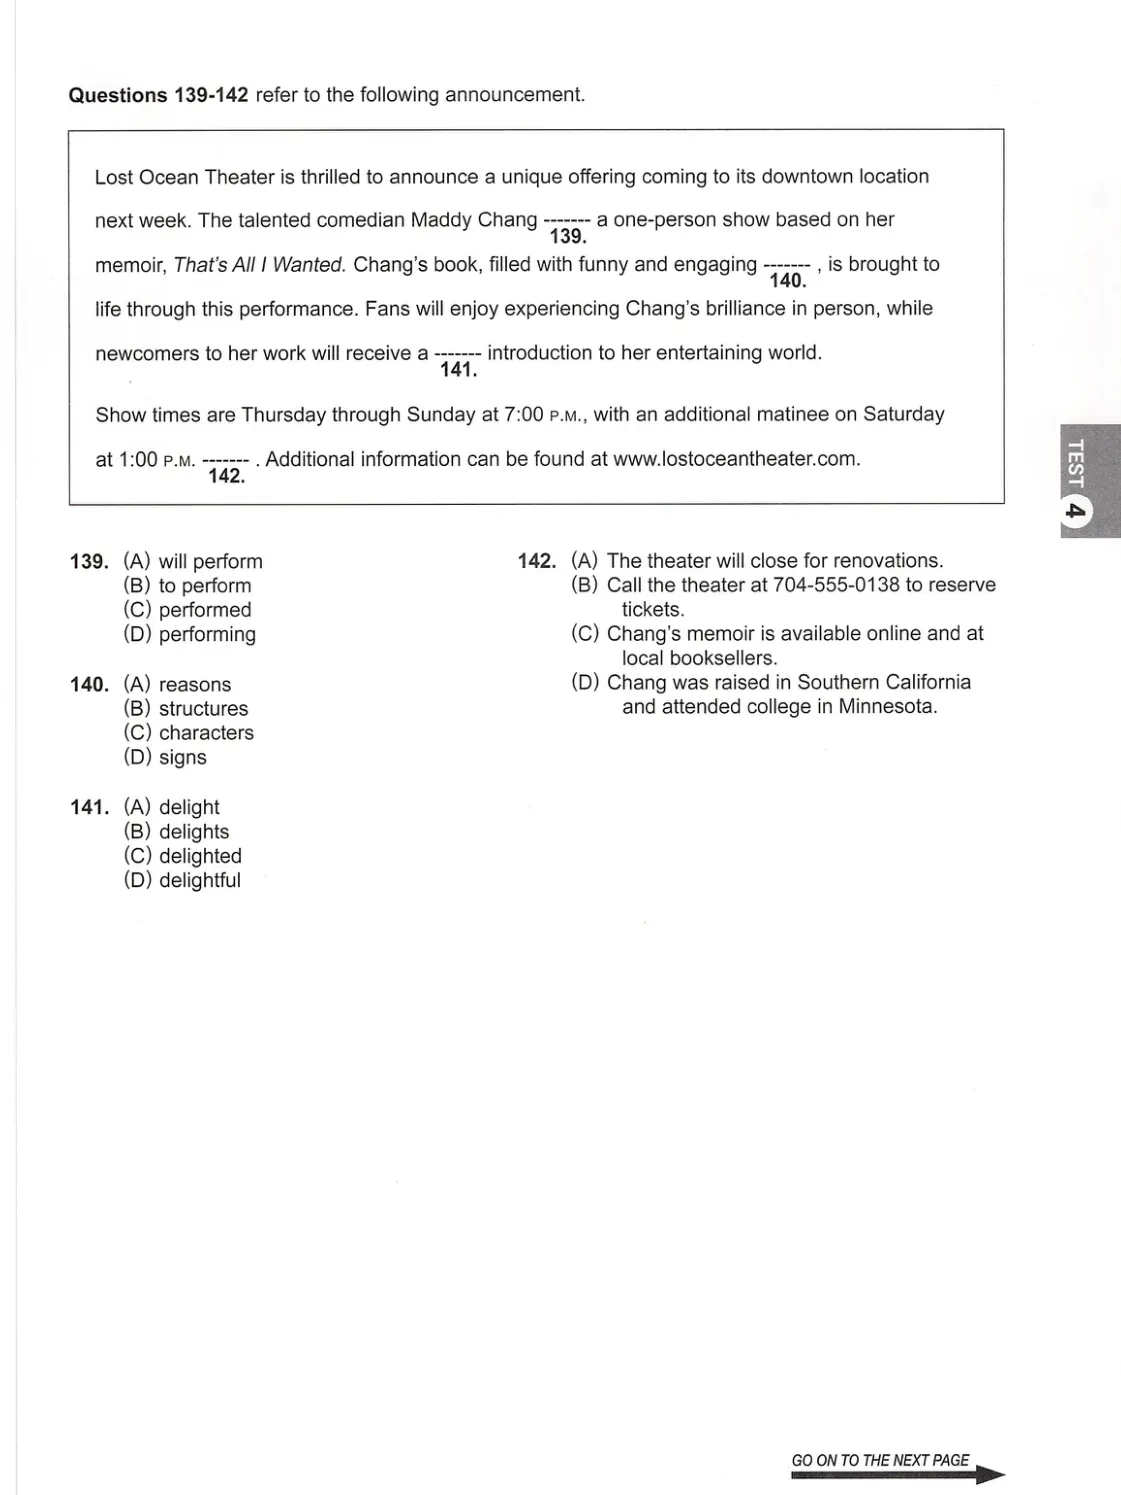 Questions 139-142 refer to the following announcement.
Lost Ocean Theater is thrilled to announce a unique offering coming to its downtown location
next week. The talented comedian Maddy Chang ------- a one-person show based on her
139.
memoir, That's All I Wanted. Chang's book, filled with funny and engaging ------- , is brought to
140.
life through this performance. Fans will enjoy experiencing Chang's brilliance in person, while
newcomers to her work will receive a ------- introduction to her entertaining world.
141.
Show times are Thursday through Sunday at 7:00 P.M., with an additional matinee on Saturday
at 1:00 P.M. ------- . Additional information can be found at www.lostoceantheater.com.
142.
139. (A) will perform
(B) to perform
(C) performed
(D) performing
140. (A) reasons
(B) structures
(C) characters
(D) signs
141. (A) delight
(B) delights
(C) delighted
(D) delightful
142. (A) The theater will close for renovations.
(B) Call the theater at 704-555-0138 to reserve
tickets.
(C) Chang's memoir is available online and at
local booksellers.
(D) Chang was raised in Southern California
and attended college in Minnesota.
TEST 4
GO ON TO THE NEXT PAGE